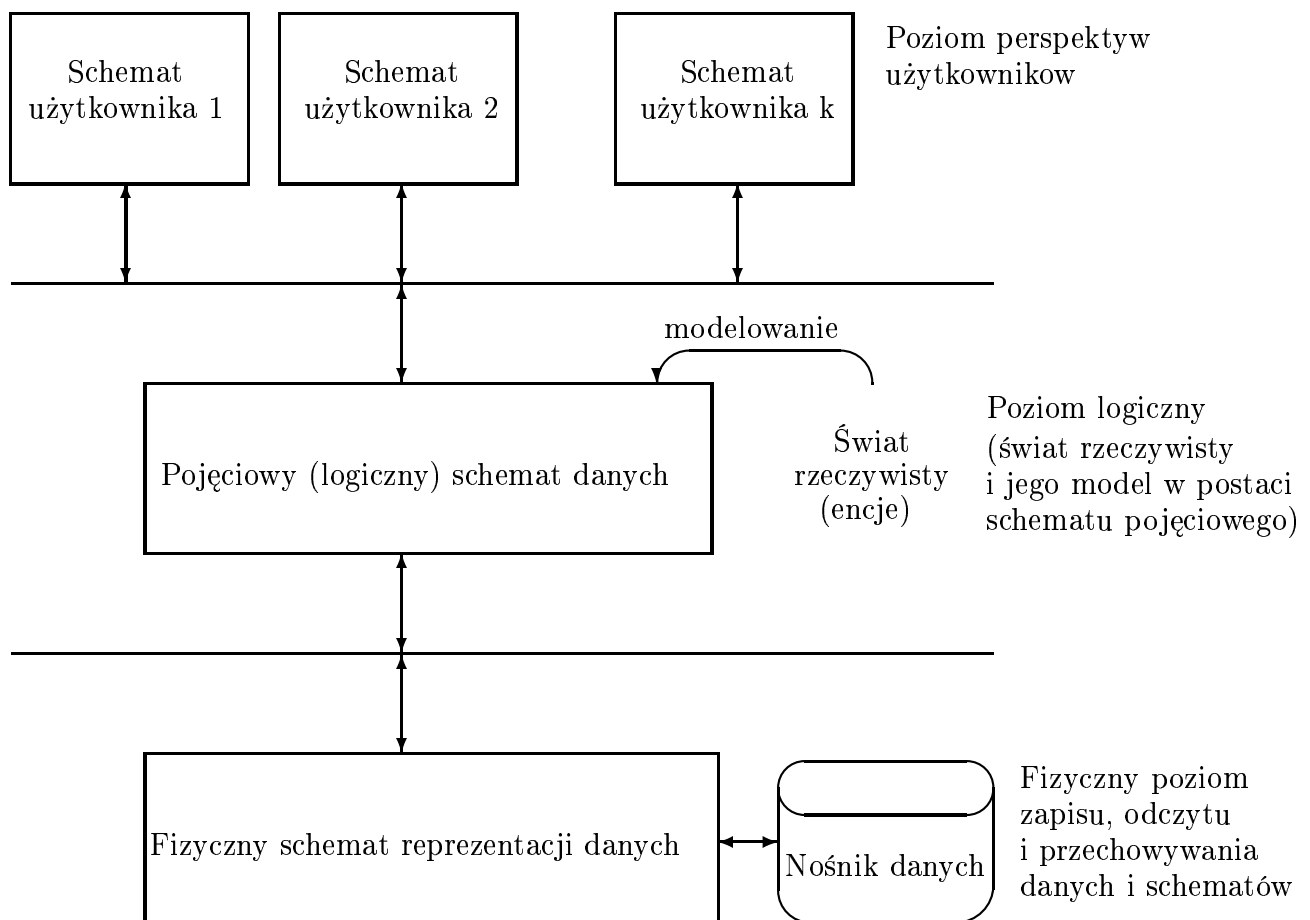 Schemat
użytkownika 1
Schemat
użytkownika 2
Schemat
użytkownika k
Poziom perspektyw
użytkownikow
modelowanie
Pojęciowy (logiczny) schemat danych
Świat
rzeczywisty
(encje)
Poziom logiczny
(świat rzeczywisty
i jego model w postaci
schematu pojęciowego)
Fizyczny schemat reprezentacji danych
Nośnik danych
Fizyczny poziom
zapisu, odczytu
i przechowywania
danych i schematów